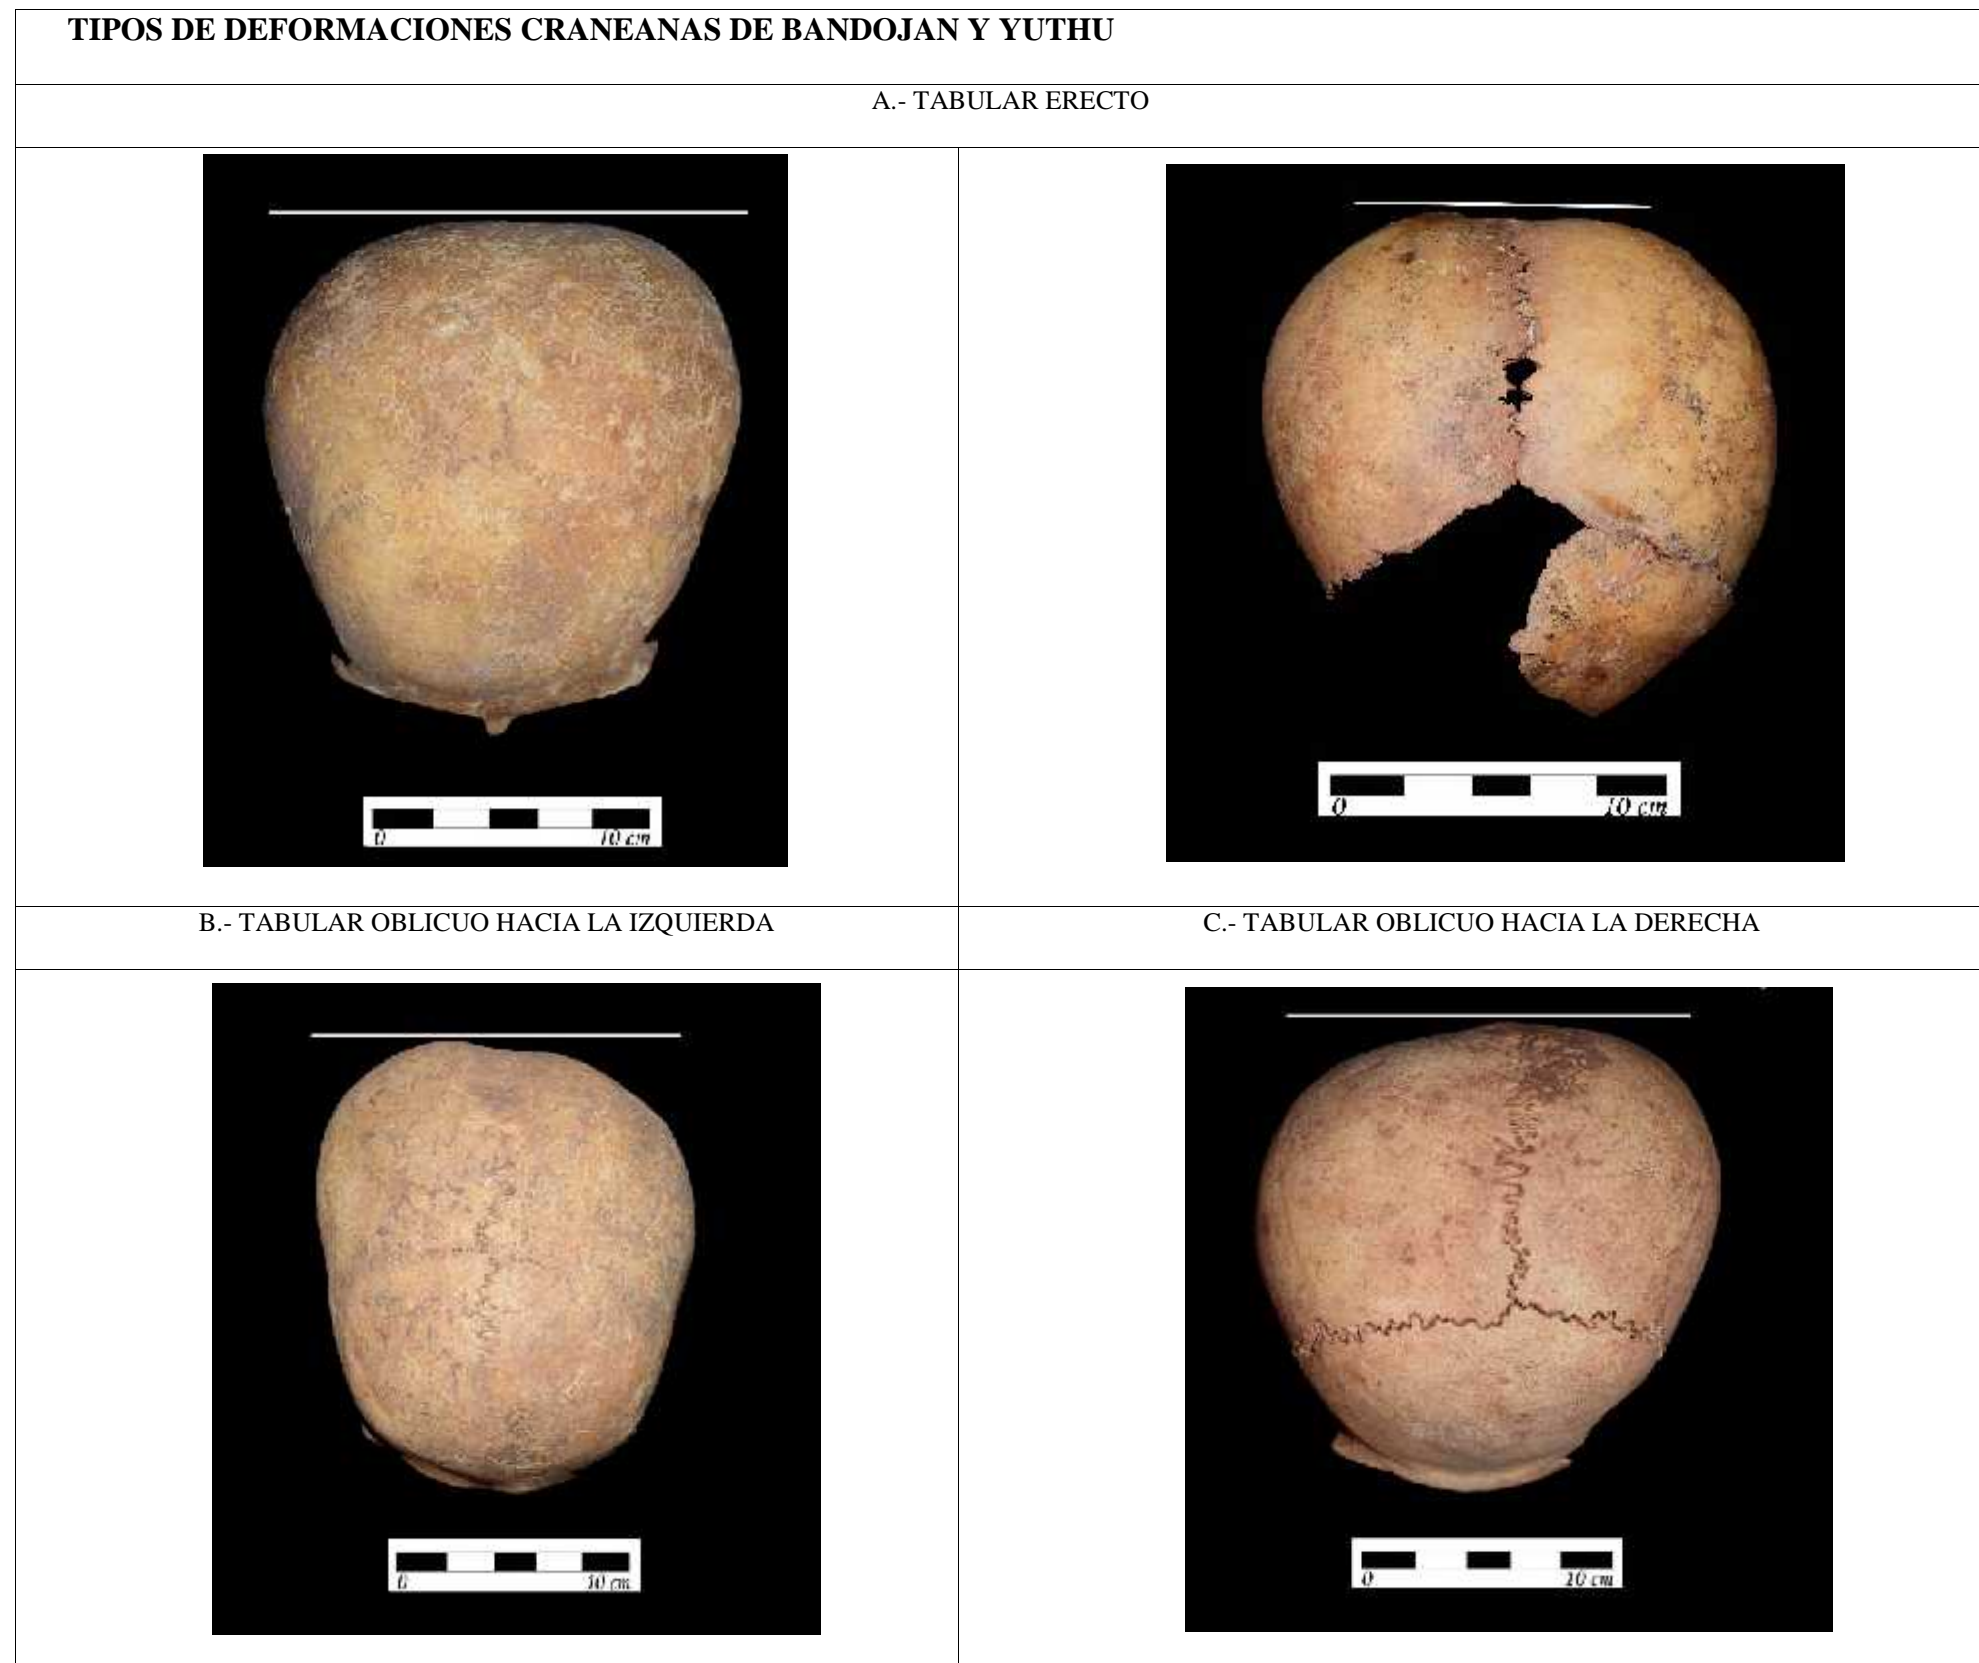 TIPOS DE DEFORMACIONES CRANEANAS DE BANDOJAN Y YUTHU
A.- TABULAR ERECTO
0 10 cm
0 10 cm
B.- TABULAR OBLICUO HACIA LA IZQUIERDA
C.- TABULAR OBLICUO HACIA LA DERECHA
0 10 cm
0 10 cm